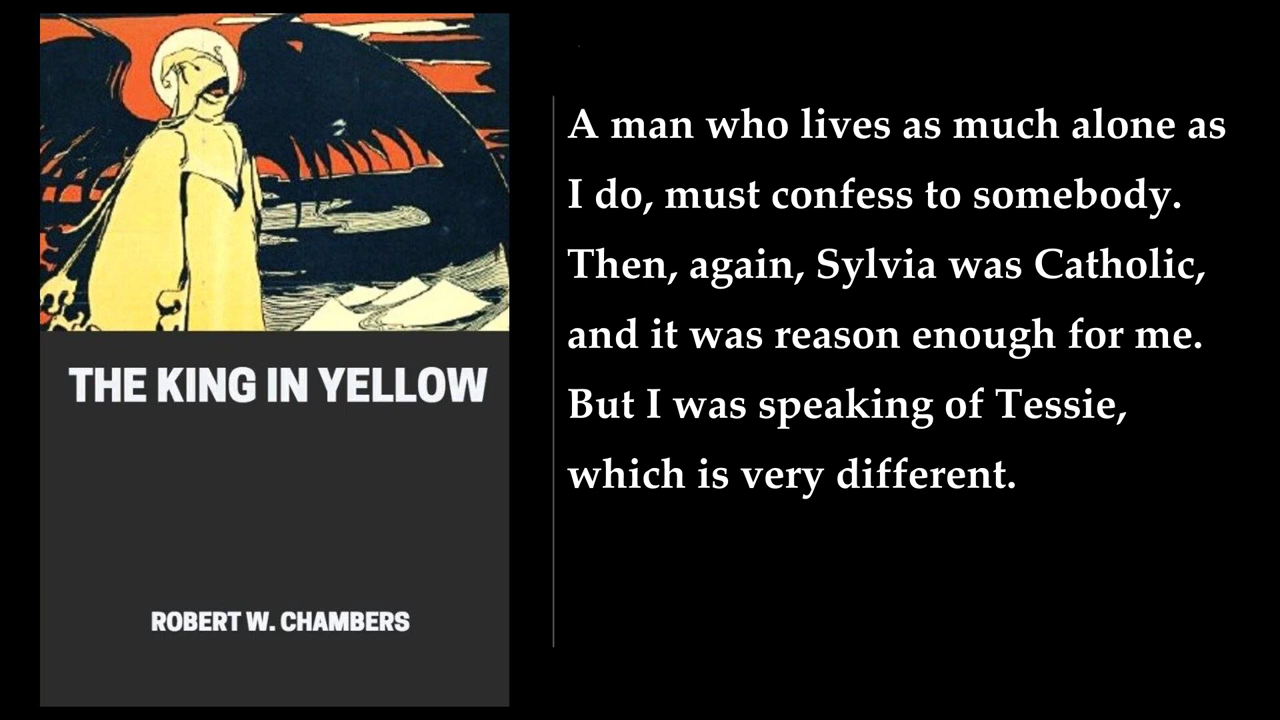 THE KING IN YELLOW
ROBERT W. CHAMBERS
A man who lives as much alone as
I do, must confess to somebody.
Then, again, Sylvia was Catholic,
and it was reason enough for me.
But I was speaking of Tessie,
which is very different.